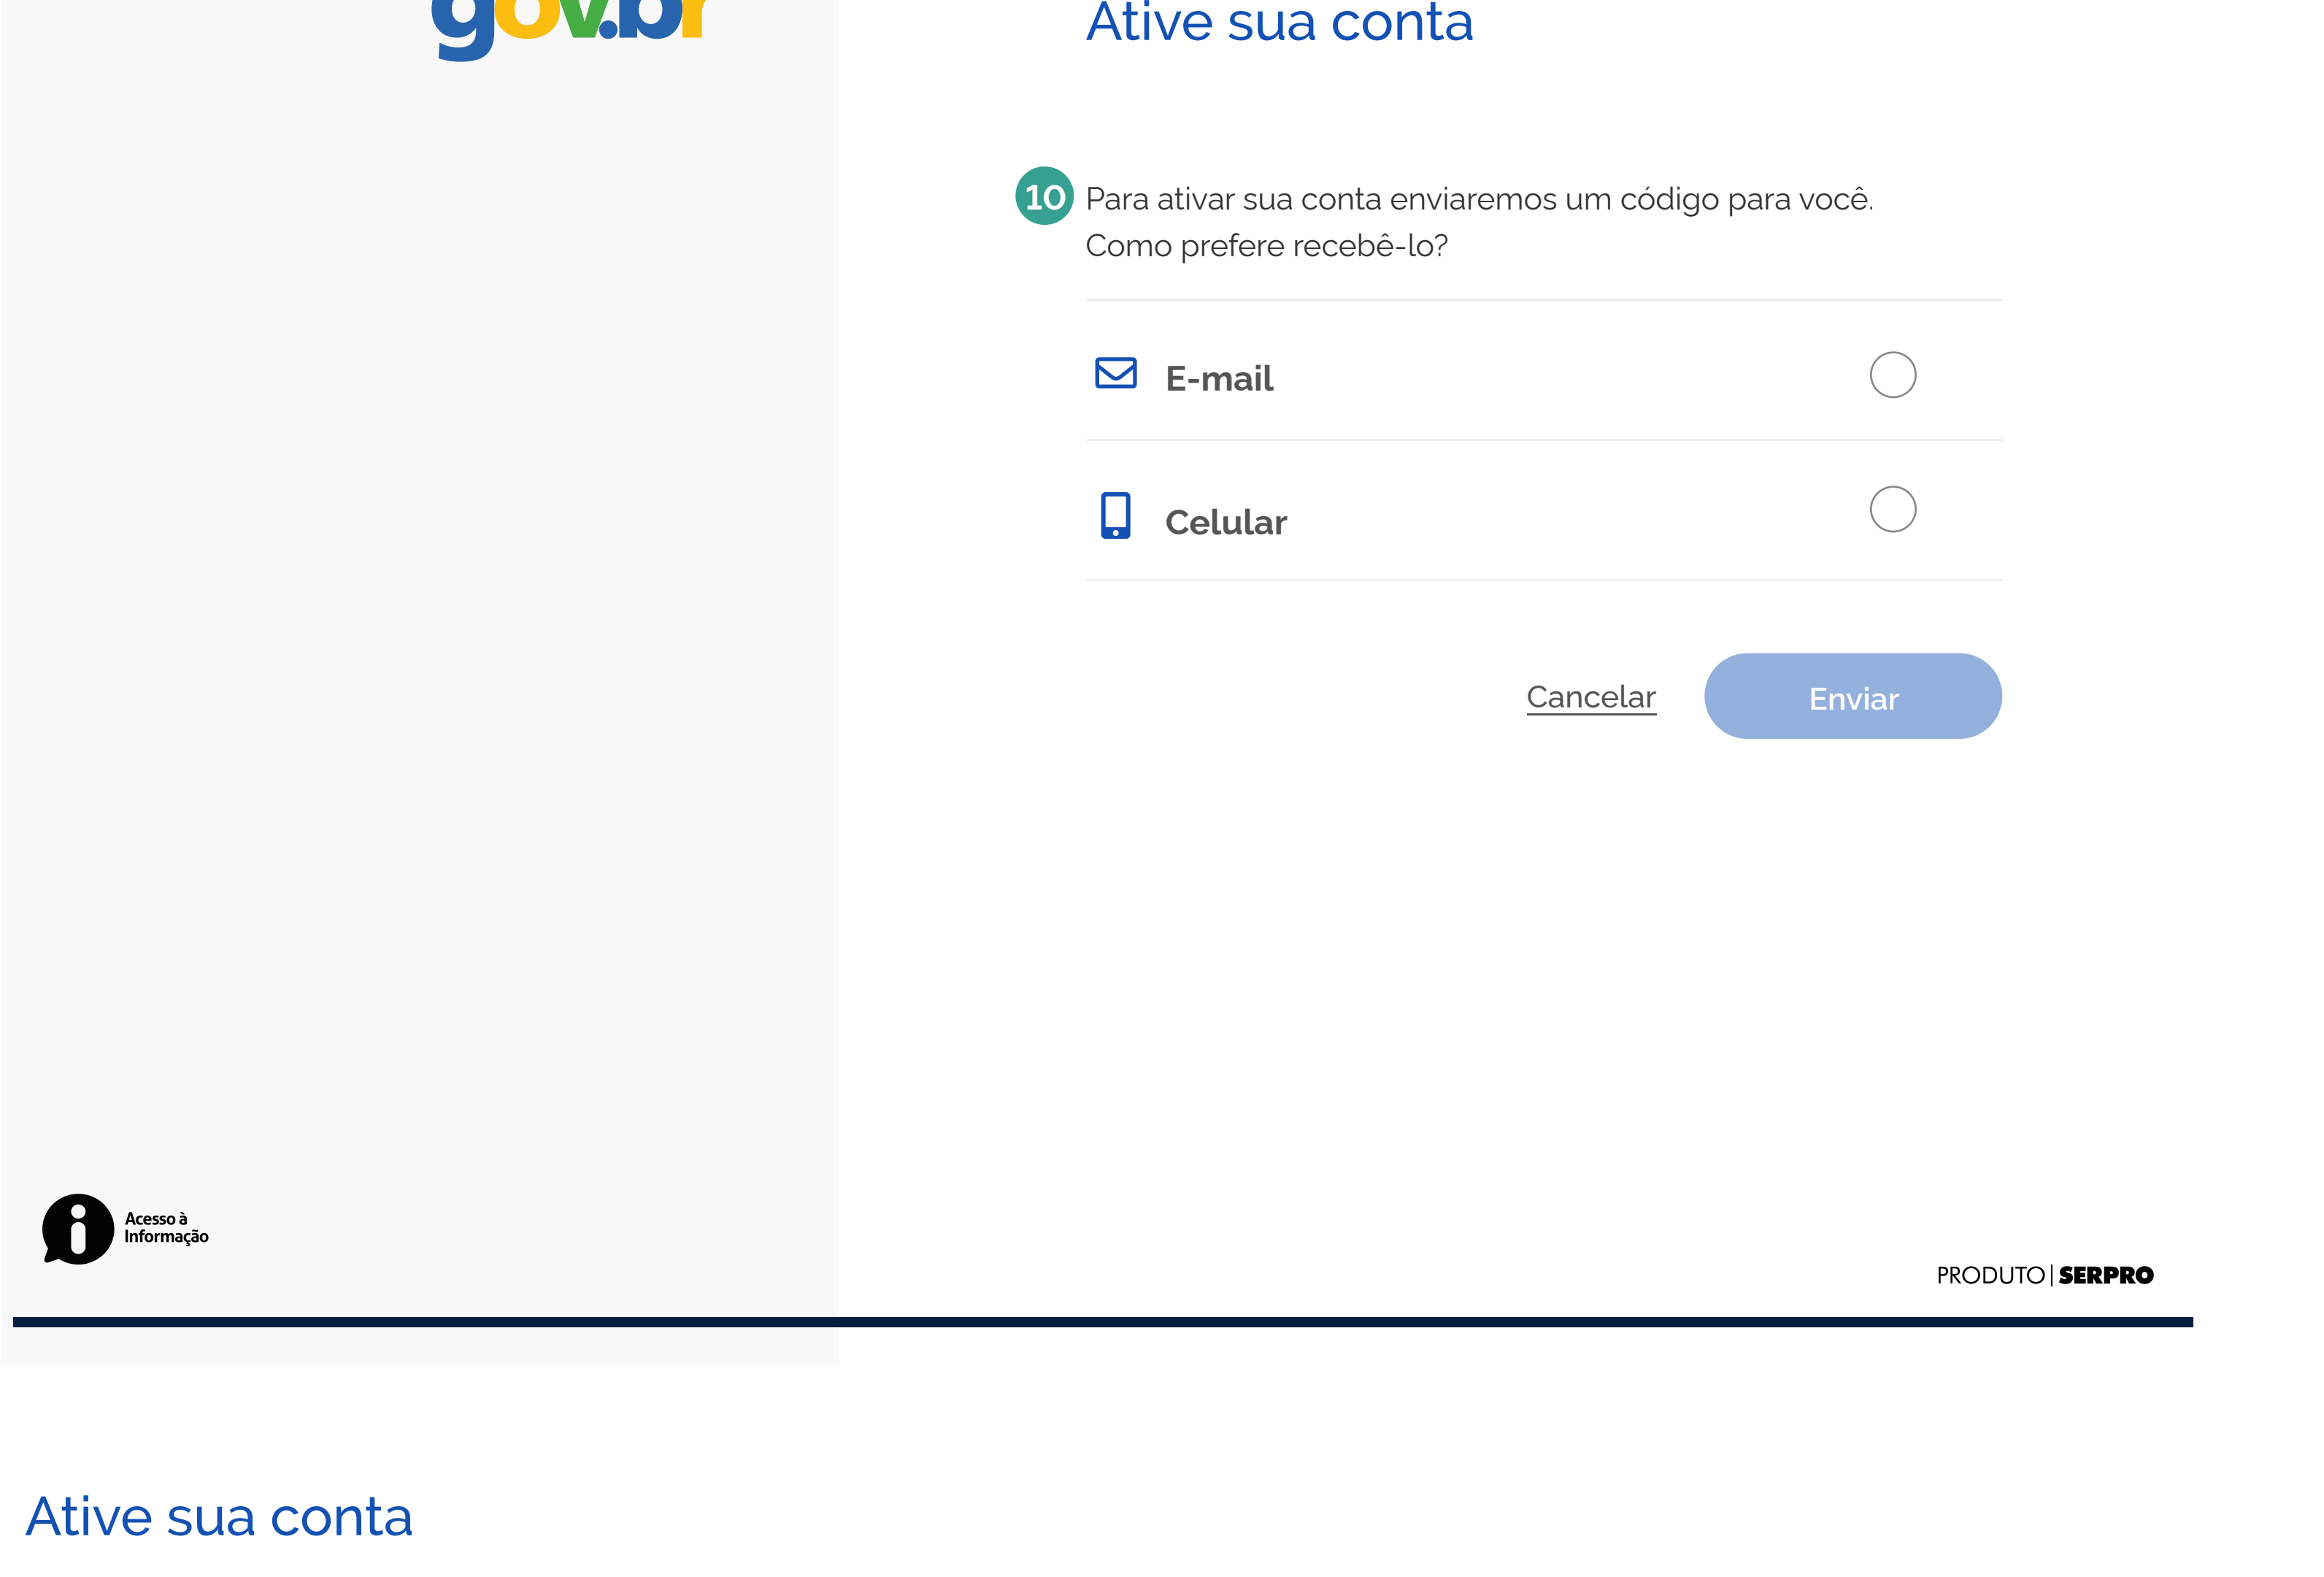 gov.br
Ative sua conta
10
Para ativar sua conta enviaremos um código para você.
Como prefere recebê-lo?
E-mail
Celular
Cancelar
Enviar
Acesso à
Informação
PRODUTO | SERPRO
Ative sua conta